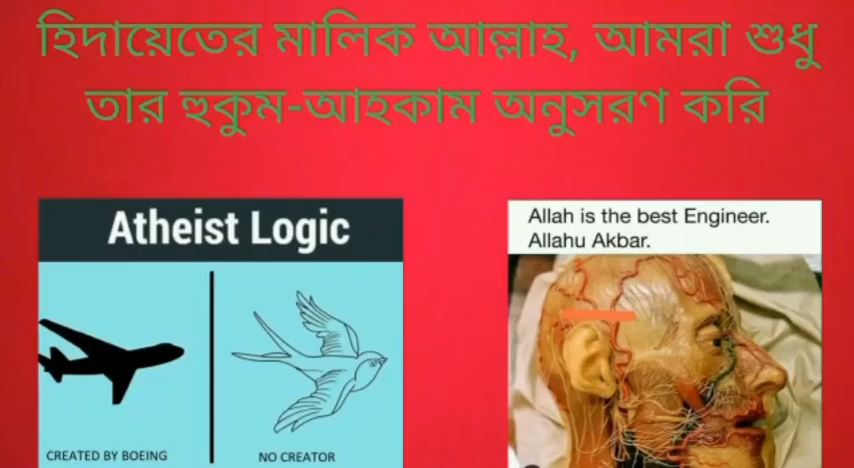 হিদায়েতের মালিক আল্লাহ, আমরা শুধু
তার হুকুম-আহকাম অনুসরণ করি
Atheist Logic
CREATED BY BOEING
NO CREATOR
Allah is the best Engineer.
Allahu Akbar.